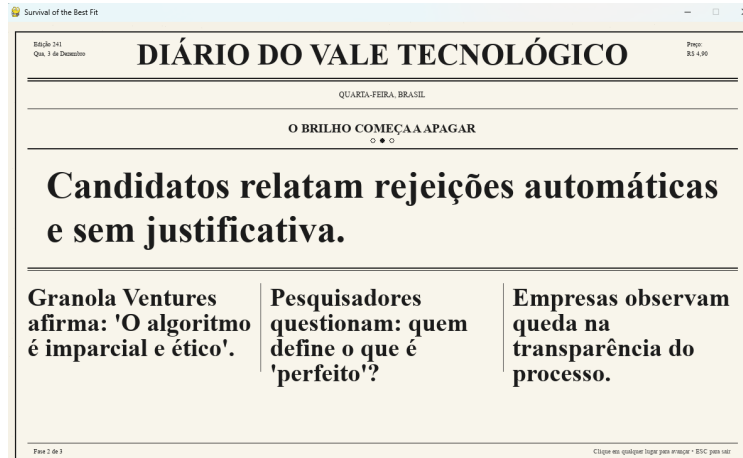 Survival of the Best Fit
Edição 241
Qua, 3 de Dezembro
DIÁRIO DO VALE TECNOLÓGICO
Preço:
R$ 4,90
QUARTA-FEIRA, BRASIL
O BRILHO COMEÇA A APAGAR
Candidatos relatam rejeições automáticas
e sem justificativa.
Granola Ventures
afirma: 'O algoritmo
é imparcial e ético'.
Pesquisadores
questionam: quem
define o que é
'perfeito'?
Empresas observam
queda na
transparência do
processo.
Fase 2 de 3
Clique em qualquer lugar para avançar • ESC para sair